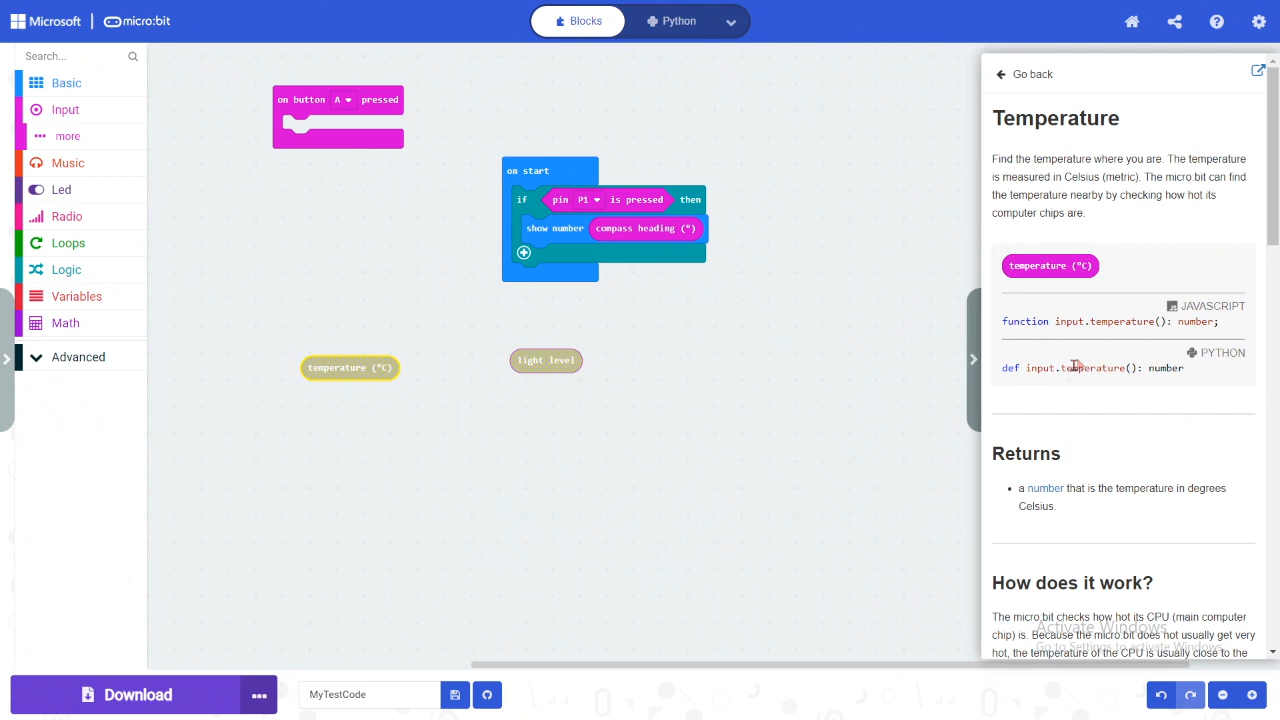 Microsoft
micro:bit
Blocks
Python
Search...
Basic
Input
more
Music
Led
Radio
Loops
Logic
Variables
Math
Advanced
on button A pressed
on start
if pin P1 is pressed then
show number compass heading (°)
temperature (°C)
light level
Go back
Temperature
Find the temperature where you are. The temperature
is measured in Celsius (metric). The micro:bit can find
the temperature nearby by checking how hot its
computer chips are.
temperature (°C)
JAVASCRIPT
function input.temperature(): number;
PYTHON
def input.temperature(): number
Returns
a number that is the temperature in degrees
Celsius.
How does it work?
The micro:bit checks how hot its CPU (main computer
chip) is. Because the micro:bit does not usually get very
hot, the temperature of the CPU is usually close to the
Activate Windows
Go to Settings to activate Windows.
Download
MyTestCode